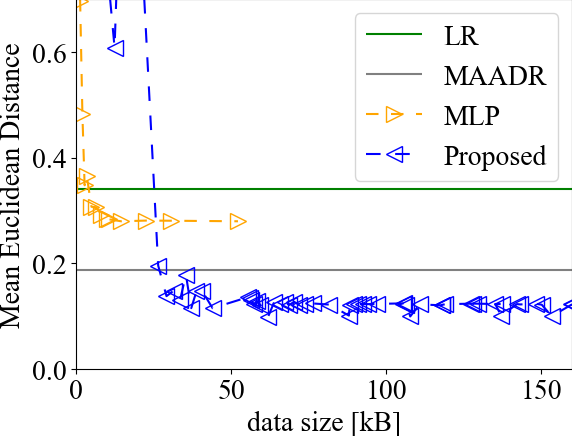 Mean Euclidean Distance
0.6
0.4
0.2
0.0
0
50
100
150
data size [kB]
LR
MAADR
MLP
Proposed